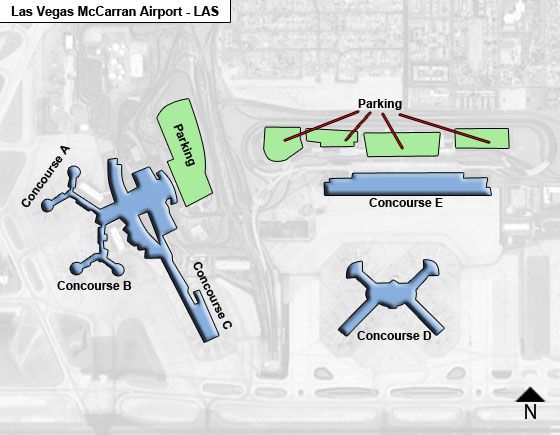 Las Vegas McCarran Airport - LAS
Parking
Parking
Concourse A
Concourse E
Concourse B
Concourse C
Concourse D
N